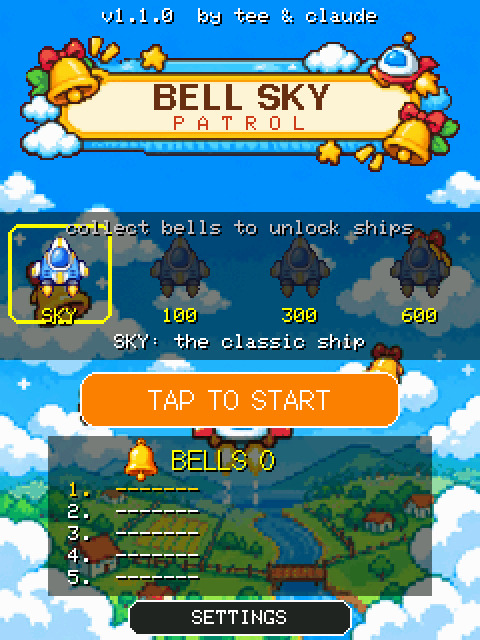 v1.1.0 by tee & claude
BELL SKY
PATROL
collect bells to unlock ships
SKY 100 300 600
SKY: the classic ship
TAP TO START
BELLS 0
1. -------
2. -------
3. -------
4. -------
5. -------
SETTINGS